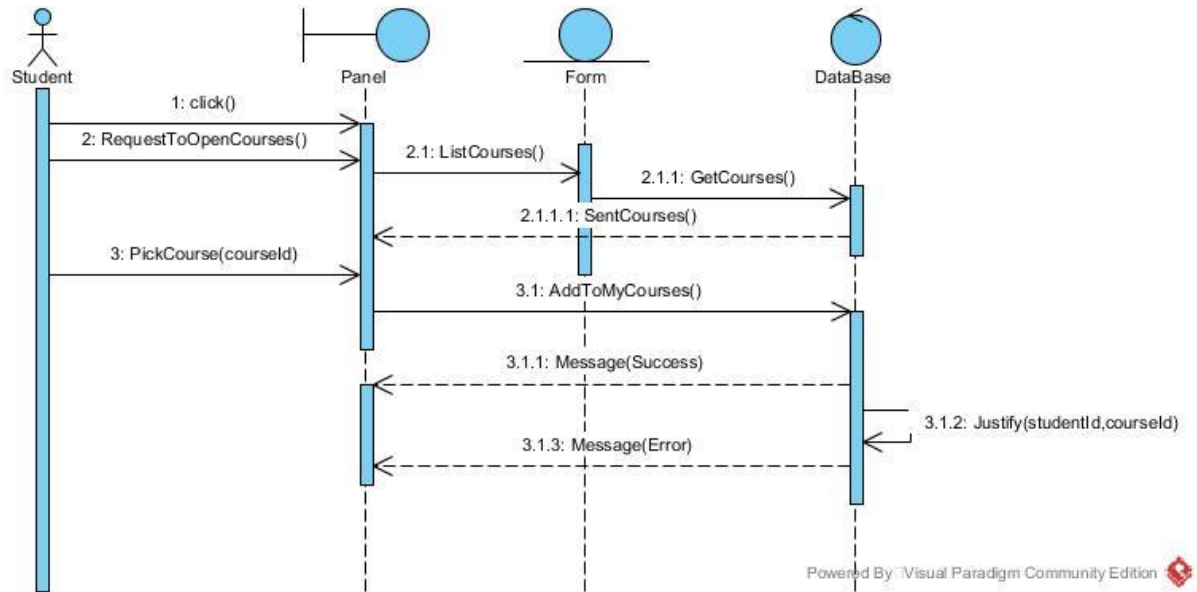 Student
Panel
Form
DataBase
1: click()
2: RequestToOpenCourses()
2.1: ListCourses()
2.1.1: GetCourses()
2.1.1.1: SentCourses()
3: PickCourse(courseId)
3.1: AddToMyCourses()
3.1.1: Message(Success)
3.1.2: Justify(studentId,courseId)
3.1.3: Message(Error)
Powered By Visual Paradigm Community Edition